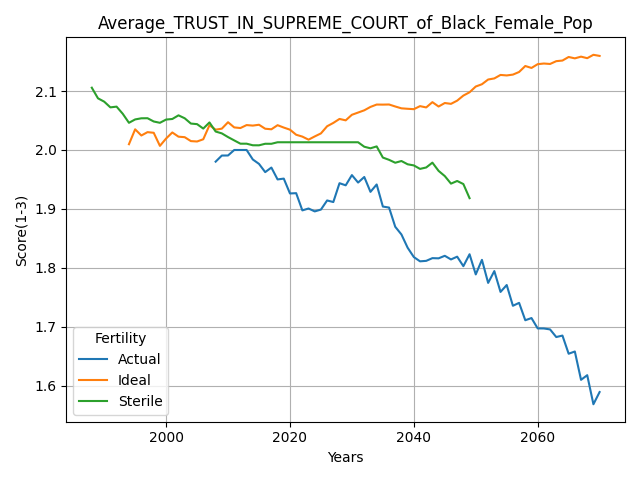 Average_TRUST_IN_SUPREME_COURT_of_Black_Female_Pop
Score(1-3)
2.1
2.0
1.9
1.8
1.7
1.6
Fertility
Actual
Ideal
Sterile
2000 2020 2040 2060
Years